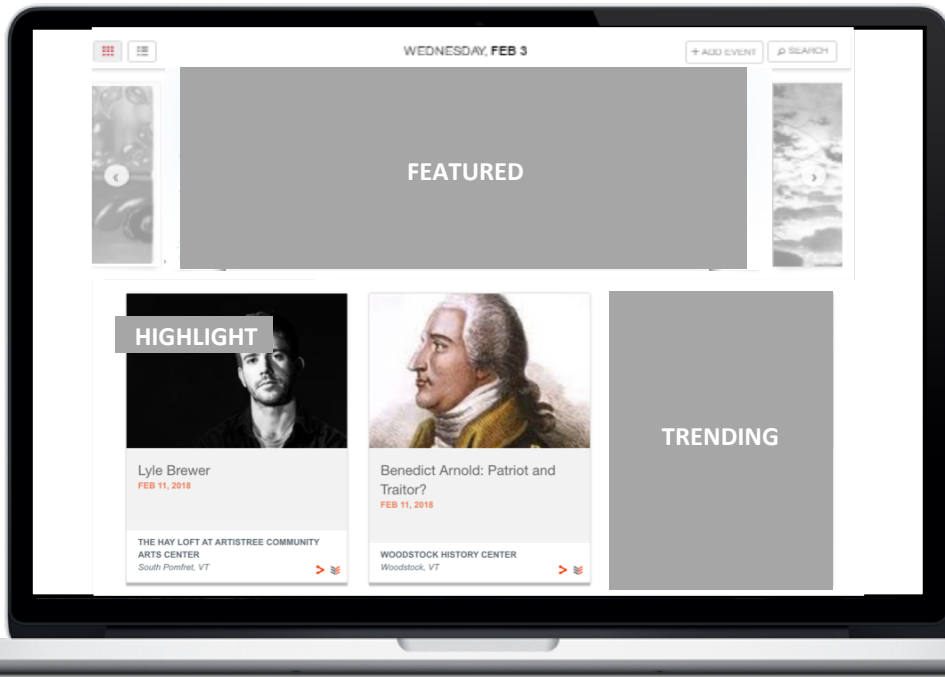 WEDNESDAY, FEB 3
+ ADD EVENT
SEARCH
FEATURED
HIGHLIGHT
Lyle Brewer
FEB 11, 2018
THE HAY LOFT AT ARTISTREE COMMUNITY
ARTS CENTER
South Pomfret, VT
Benedict Arnold: Patriot and
Traitor?
FEB 11, 2018
WOODSTOCK HISTORY CENTER
Woodstock, VT
TRENDING